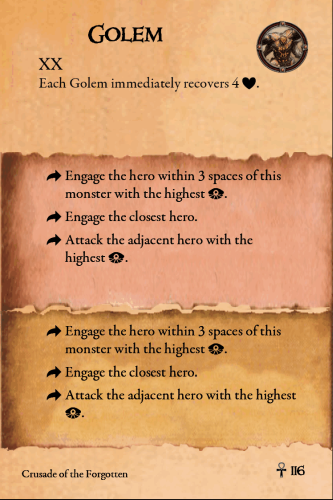 Golem
XX
Each Golem immediately recovers 4 ♥.
Engage the hero within 3 spaces of this
monster with the highest .
Engage the closest hero.
Attack the adjacent hero with the
highest .
Engage the hero within 3 spaces of this
monster with the highest .
Engage the closest hero.
Attack the adjacent hero with the highest
.
Crusade of the Forgotten
116